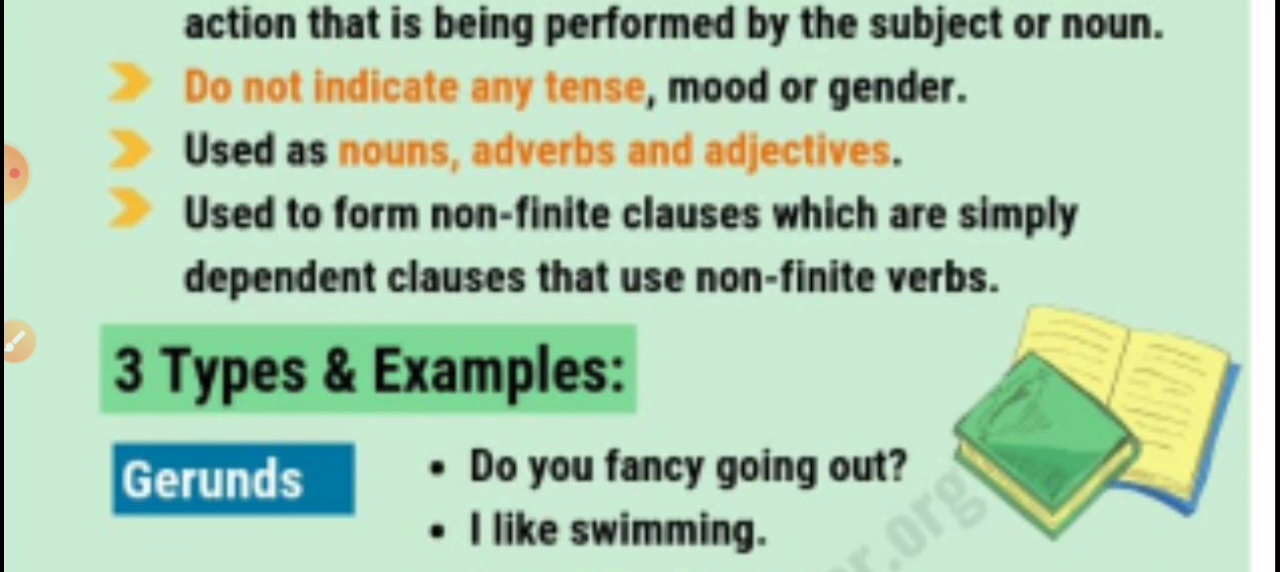 action that is being performed by the subject or noun.
Do not indicate any tense, mood or gender.
Used as nouns, adverbs and adjectives.
Used to form non-finite clauses which are simply
dependent clauses that use non-finite verbs.
3 Types & Examples:
Gerunds
• Do you fancy going out?
• I like swimming.
r.org